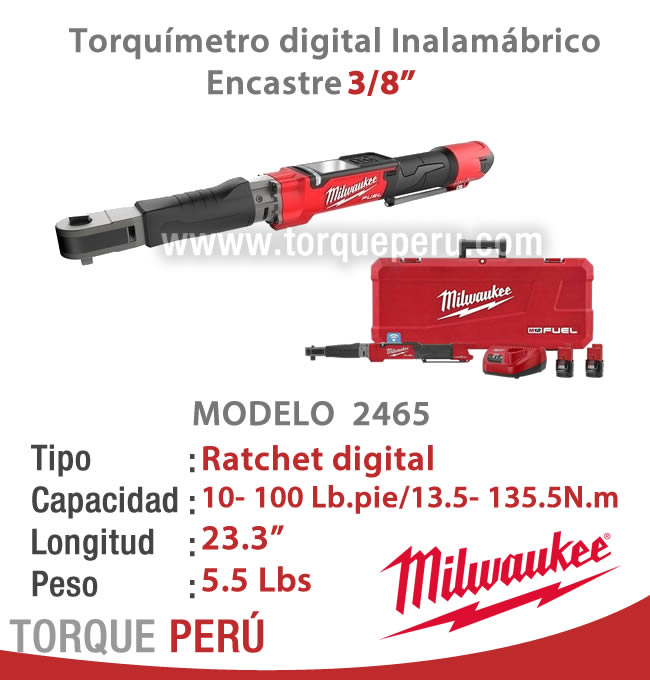 Torquímetro digital Inalamábrico
Encastre 3/8”
Milwaukee
FUEL
www.torqueperu.com
Milwaukee
M12 FUEL
MODELO 2465
Tipo : Ratchet digital
Capacidad : 10- 100 Lb.pie/13.5- 135.5N.m
Longitud : 23.3”
Peso : 5.5 Lbs
Milwaukee®
TORQUE PERÚ